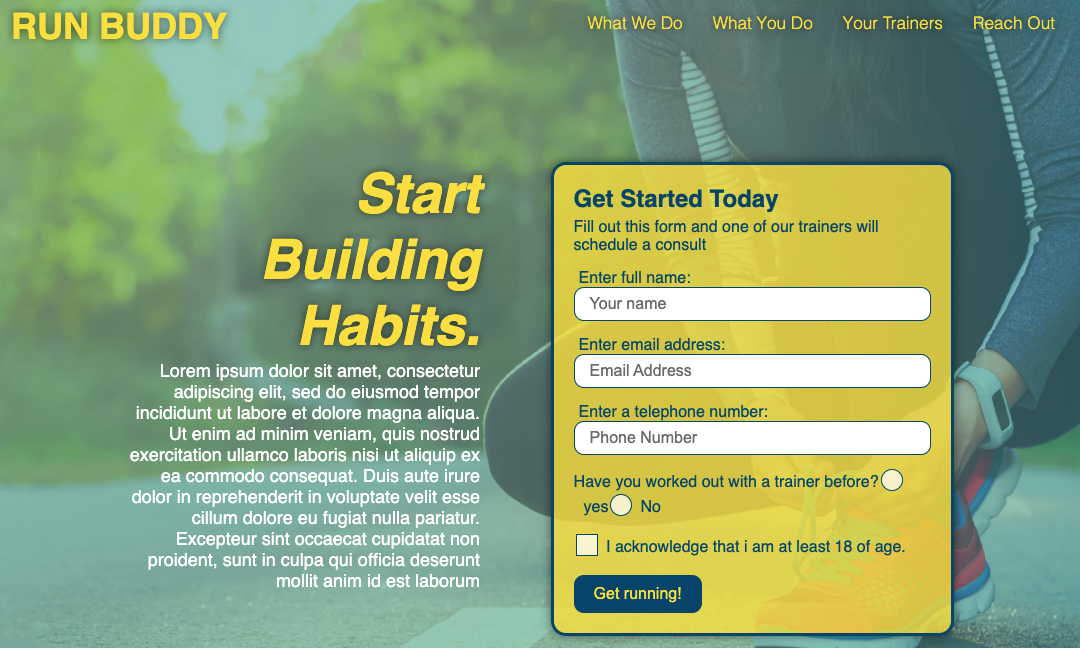 RUN BUDDY
What We Do
What You Do
Your Trainers
Reach Out
Start
Building
Habits.
Lorem ipsum dolor sit amet, consectetur
adipiscing elit, sed do eiusmod tempor
incididunt ut labore et dolore magna aliqua.
Ut enim ad minim veniam, quis nostrud
exercitation ullamco laboris nisi ut aliquip ex
ea commodo consequat. Duis aute irure
dolor in reprehenderit in voluptate velit esse
cillum dolore eu fugiat nulla pariatur.
Excepteur sint occaecat cupidatat non
proident, sunt in culpa qui officia deserunt
mollit anim id est laborum
Get Started Today
Fill out this form and one of our trainers will
schedule a consult
Enter full name:
Your name
Enter email address:
Email Address
Enter a telephone number:
Phone Number
Have you worked out with a trainer before?
yes No
I acknowledge that i am at least 18 of age.
Get running!